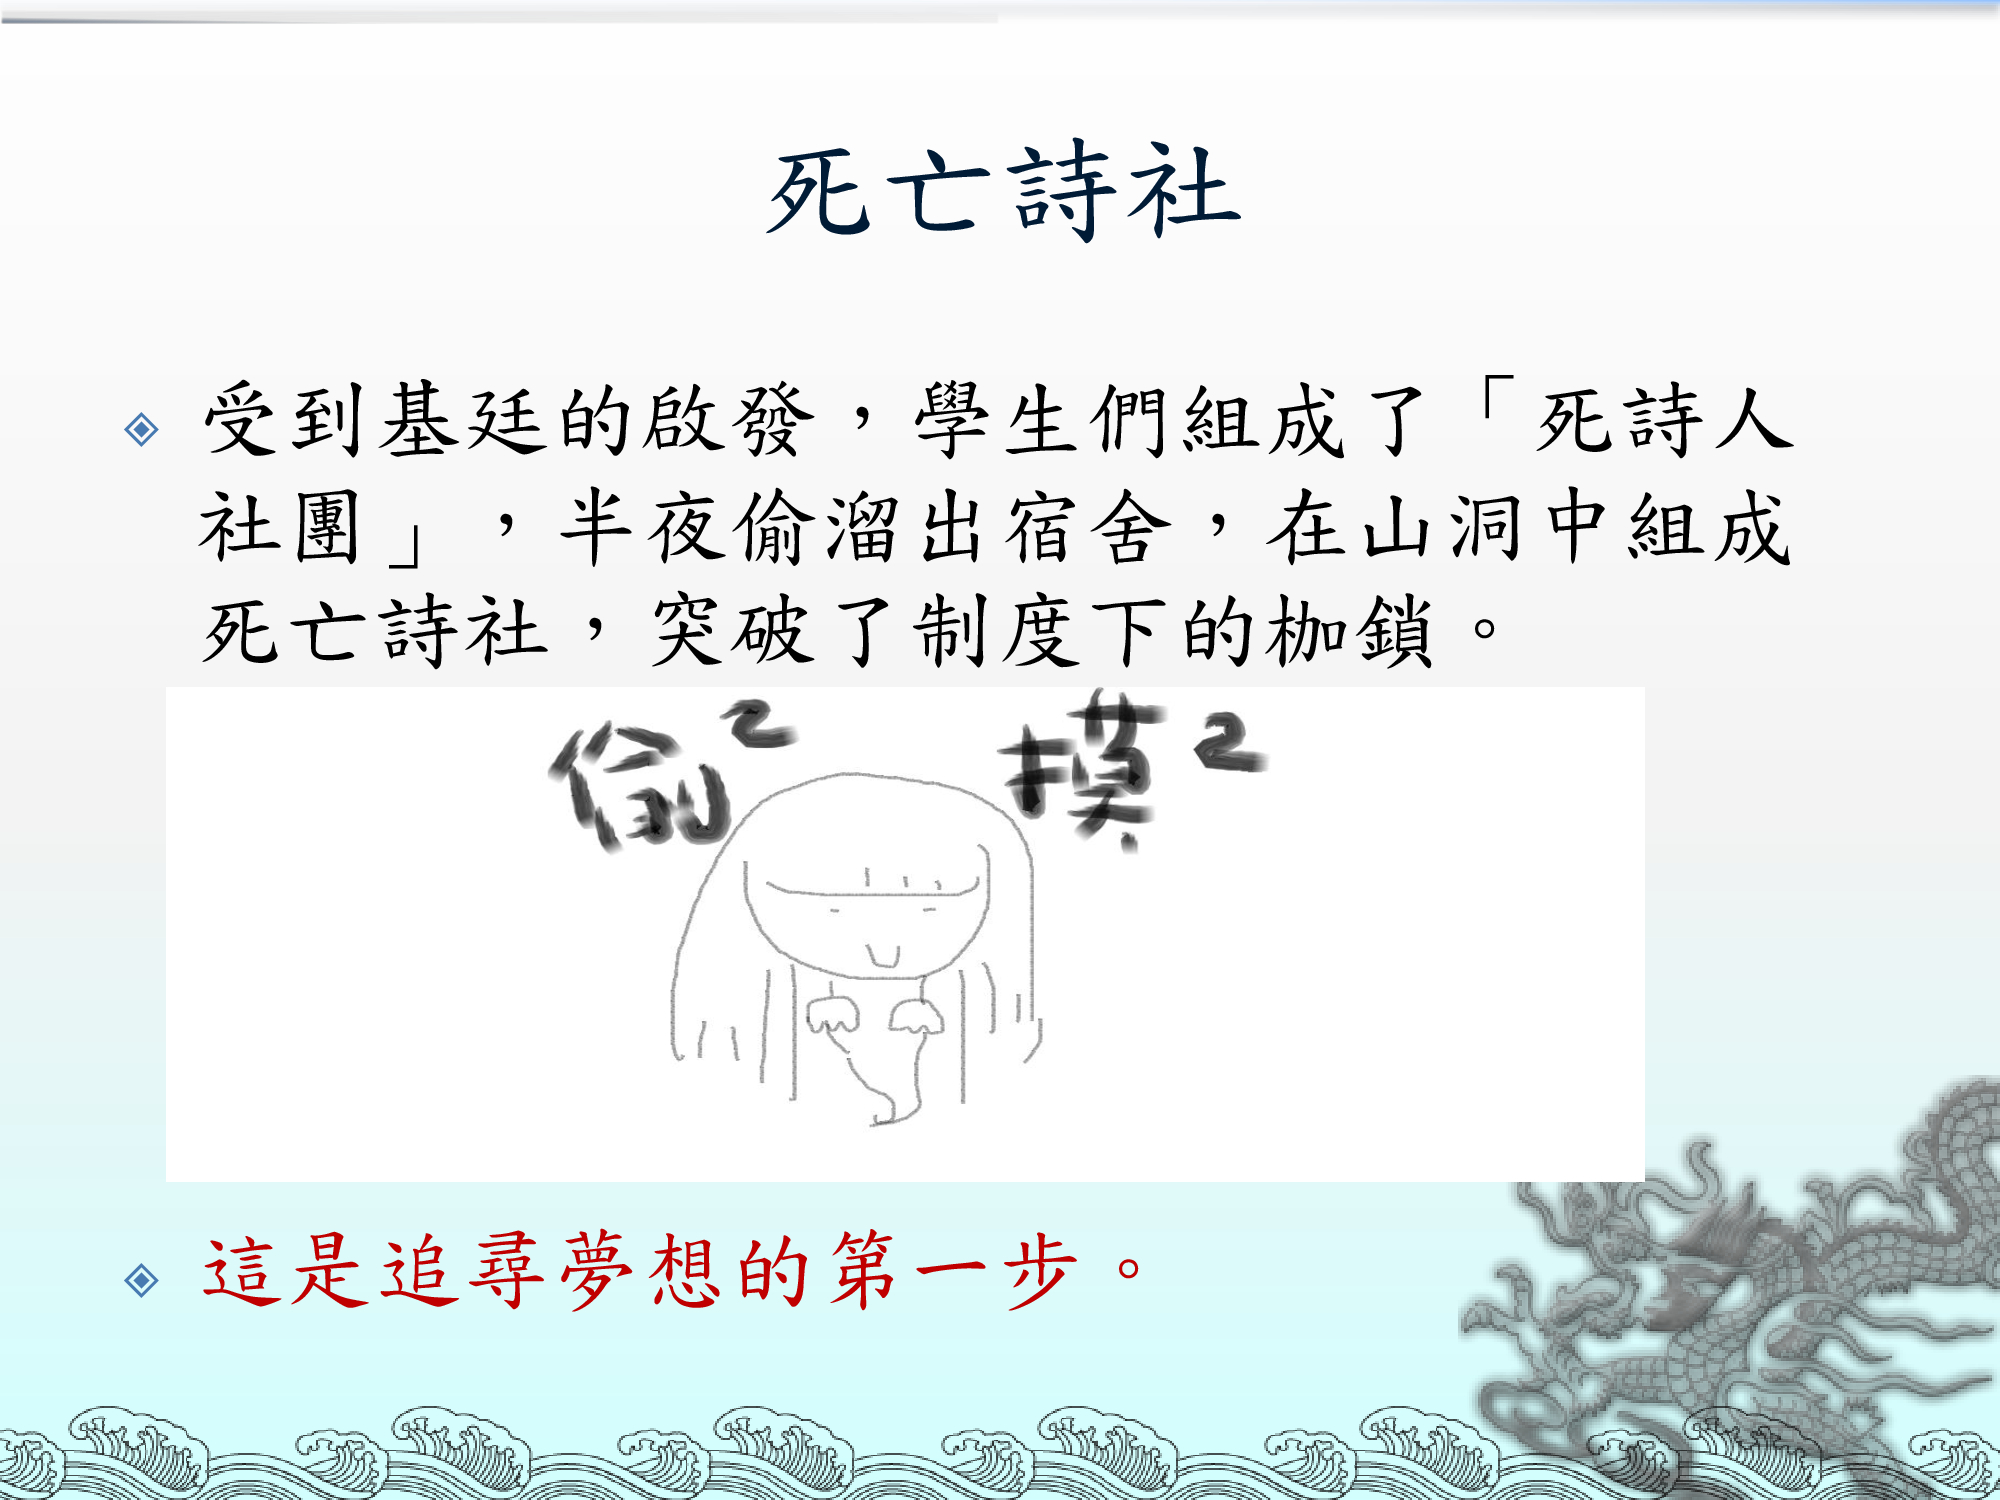 死亡詩社
受到基廷的啟發，學生們組成了「死詩人
社團」，半夜偷溜出宿舍，在山洞中組成
死亡詩社，突破了制度下的枷鎖。
偷² 摸²
這是追尋夢想的第一步。